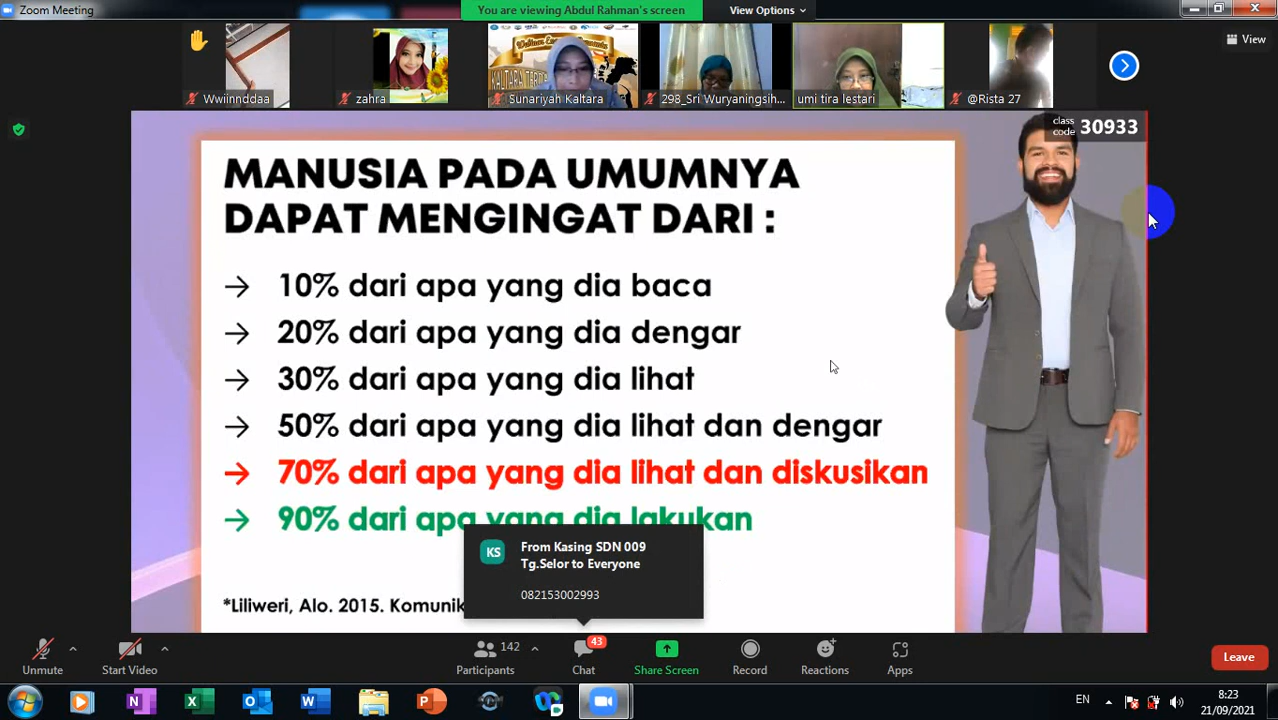 Zoom Meeting
You are viewing Abdul Rahman's screen
View Options
View
Wwiinnddaa
zahra
Sunariyah Kaltara
298_Sri Wuryaningsih...
umi tira lestari
@Rista 27
class code 30933
MANUSIA PADA UMUMNYA
DAPAT MENGINGAT DARI :
→ 10% dari apa yang dia baca
→ 20% dari apa yang dia dengar
→ 30% dari apa yang dia lihat
→ 50% dari apa yang dia lihat dan dengar
→ 70% dari apa yang dia lihat dan diskusikan
→ 90% dari apa yang dia lakukan
KS
From Kasing SDN 009
Tg.Selor to Everyone
082153002993
*Liliweri, Alo. 2015. Komunik
Unmute
Start Video
142
Participants
43
Chat
Share Screen
Record
Reactions
Apps
Leave
EN
8:23
21/09/2021